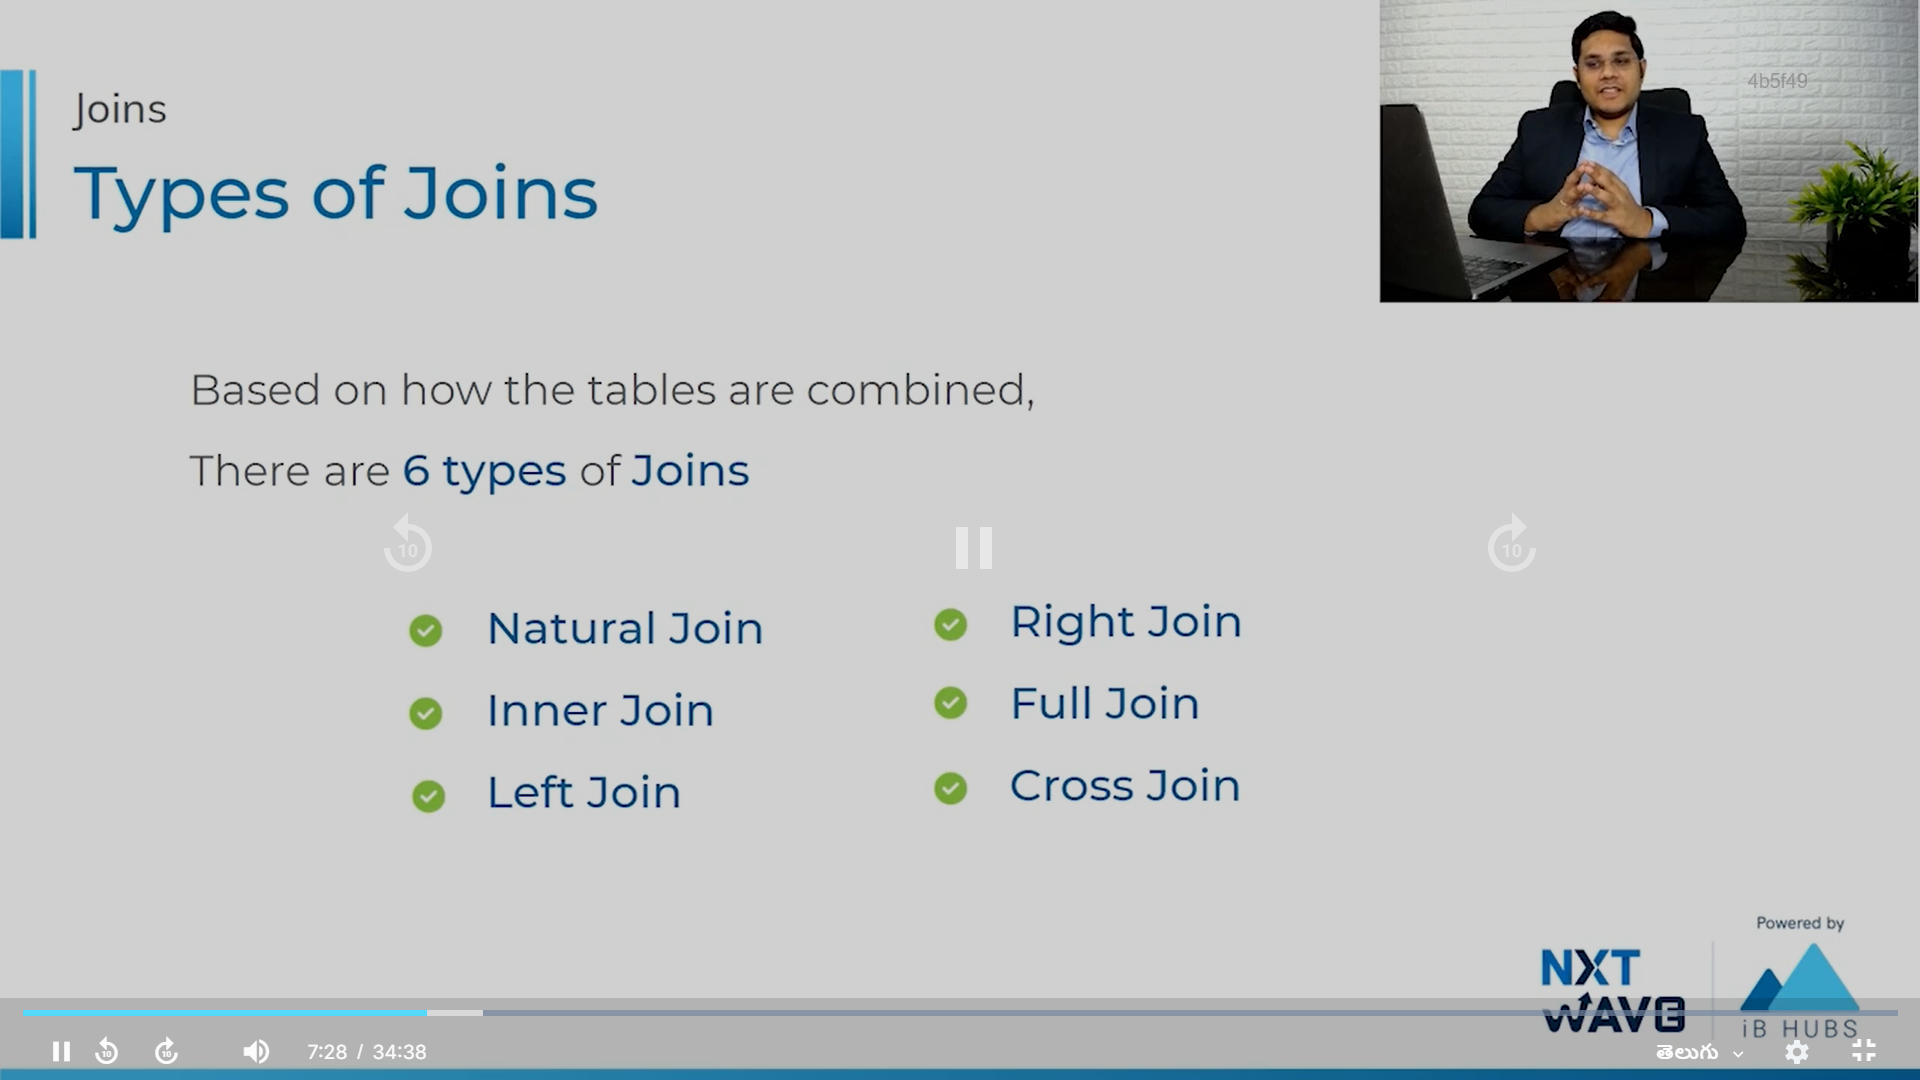 Joins
Types of Joins
4b5f49
Based on how the tables are combined,
There are 6 types of Joins
10
10
Natural Join
Inner Join
Left Join
Right Join
Full Join
Cross Join
Powered by
NXT
WAVE
iB HUBS
10
10
7:28 / 34:38
తెలుగు